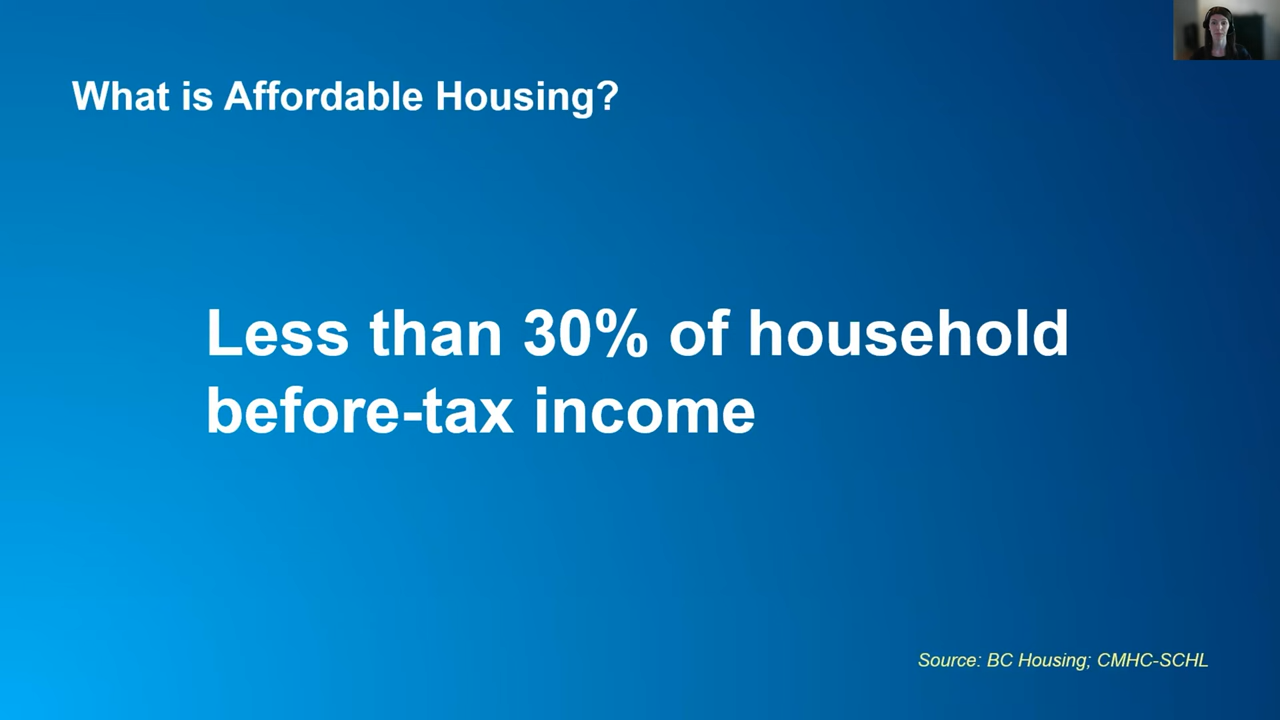 What is Affordable Housing?
Less than 30% of household
before-tax income
Source: BC Housing; CMHC-SCHL